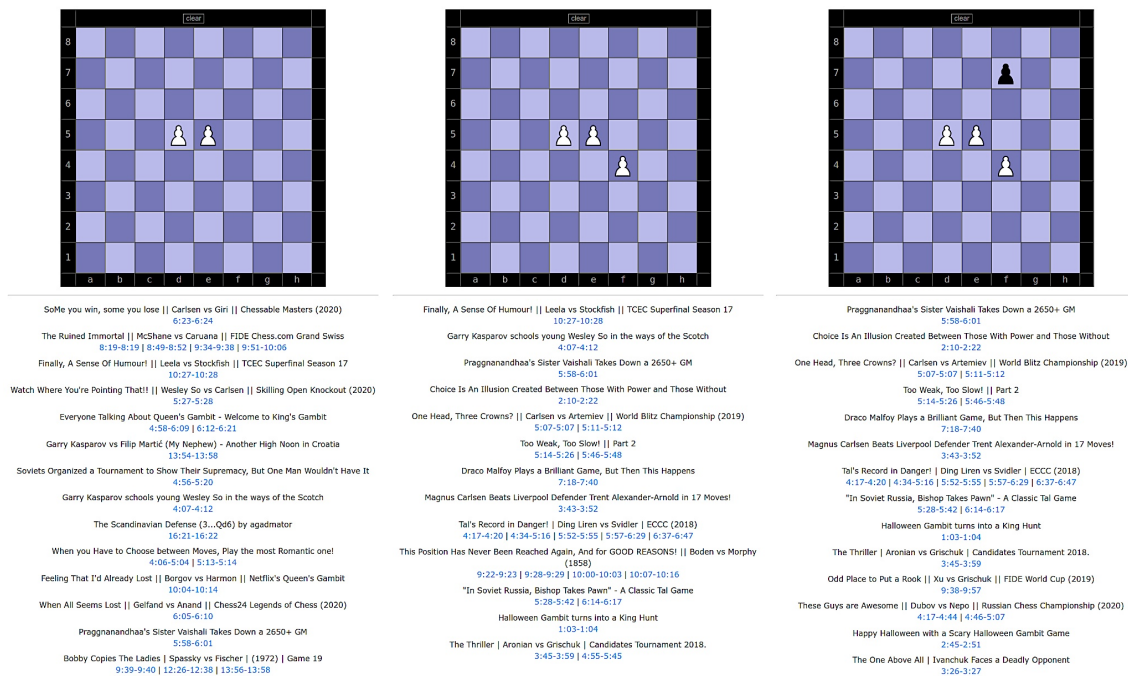 clear
8
7
6
5
4
3
2
1
a b c d e f g h
SoMe you win, some you lose || Carlsen vs Giri || Chessable Masters (2020)
6:23-6:24
The Ruined Immortal || McShane vs Caruana || FIDE Chess.com Grand Swiss
8:19-8:19 | 8:49-8:52 | 9:34-9:38 | 9:51-10:06
Finally, A Sense Of Humour! || Leela vs Stockfish || TCEC Superfinal Season 17
10:27-10:28
Watch Where You're Pointing That!! || Wesley So vs Carlsen || Skilling Open Knockout (2020)
5:27-5:28
Everyone Talking About Queen's Gambit - Welcome to King's Gambit
4:58-6:09 | 6:12-6:21
Garry Kasparov vs Filip Martić (My Nephew) - Another High Noon in Croatia
13:54-13:58
Soviets Organized a Tournament to Show Their Supremacy, But One Man Wouldn't Have It
4:56-5:20
Garry Kasparov schools young Wesley So in the ways of the Scotch
4:07-4:12
The Scandinavian Defense (3...Qd6) by agadmator
16:21-16:22
When you Have to Choose between Moves, Play the most Romantic one!
4:06-5:04 | 5:13-5:14
Feeling That I'd Already Lost || Borgov vs Harmon || Netflix's Queen's Gambit
10:04-10:14
When All Seems Lost || Gelfand vs Anand || Chess24 Legends of Chess (2020)
6:05-6:10
Praggnanandhaa's Sister Vaishali Takes Down a 2650+ GM
5:58-6:01
Bobby Copies The Ladies | Spassky vs Fischer | (1972) | Game 19
9:39-9:40 | 12:26-12:38 | 13:56-13:58
clear
8
7
6
5
4
3
2
1
a b c d e f g h
Finally, A Sense Of Humour! || Leela vs Stockfish || TCEC Superfinal Season 17
10:27-10:28
Garry Kasparov schools young Wesley So in the ways of the Scotch
4:07-4:12
Praggnanandhaa's Sister Vaishali Takes Down a 2650+ GM
5:58-6:01
Choice Is An Illusion Created Between Those With Power and Those Without
2:10-2:22
One Head, Three Crowns? || Carlsen vs Artemiev || World Blitz Championship (2019)
5:07-5:07 | 5:11-5:12
Too Weak, Too Slow! || Part 2
5:14-5:26 | 5:46-5:48
Draco Malfoy Plays a Brilliant Game, But Then This Happens
7:18-7:40
Magnus Carlsen Beats Liverpool Defender Trent Alexander-Arnold in 17 Moves!
3:43-3:52
Tal's Record in Danger! | Ding Liren vs Svidler | ECCC (2018)
4:17-4:20 | 4:34-5:16 | 5:52-5:55 | 5:57-6:29 | 6:37-6:47
This Position Has Never Been Reached Again, And for GOOD REASONS! || Boden vs Morphy
(1858)
9:22-9:23 | 9:28-9:29 | 10:00-10:03 | 10:07-10:16
"In Soviet Russia, Bishop Takes Pawn" - A Classic Tal Game
5:28-5:42 | 6:14-6:17
Halloween Gambit turns into a King Hunt
1:03-1:04
The Thriller | Aronian vs Grischuk | Candidates Tournament 2018.
3:45-3:59 | 4:55-5:45
clear
8
7
6
5
4
3
2
1
a b c d e f g h
Praggnanandhaa's Sister Vaishali Takes Down a 2650+ GM
5:58-6:01
Choice Is An Illusion Created Between Those With Power and Those Without
2:10-2:22
One Head, Three Crowns? || Carlsen vs Artemiev || World Blitz Championship (2019)
5:07-5:07 | 5:11-5:12
Too Weak, Too Slow! || Part 2
5:14-5:26 | 5:46-5:48
Draco Malfoy Plays a Brilliant Game, But Then This Happens
7:18-7:40
Magnus Carlsen Beats Liverpool Defender Trent Alexander-Arnold in 17 Moves!
3:43-3:52
Tal's Record in Danger! | Ding Liren vs Svidler | ECCC (2018)
4:17-4:20 | 4:34-5:16 | 5:52-5:55 | 5:57-6:29 | 6:37-6:47
"In Soviet Russia, Bishop Takes Pawn" - A Classic Tal Game
5:28-5:42 | 6:14-6:17
Halloween Gambit turns into a King Hunt
1:03-1:04
The Thriller | Aronian vs Grischuk | Candidates Tournament 2018.
3:45-3:59
Odd Place to Put a Rook || Xu vs Grischuk || FIDE World Cup (2019)
9:38-9:57
These Guys are Awesome || Dubov vs Nepo || Russian Chess Championship (2020)
4:17-4:44 | 4:46-5:07
Happy Halloween with a Scary Halloween Gambit Game
2:45-2:51
The One Above All | Ivanchuk Faces a Deadly Opponent
3:26-3:27